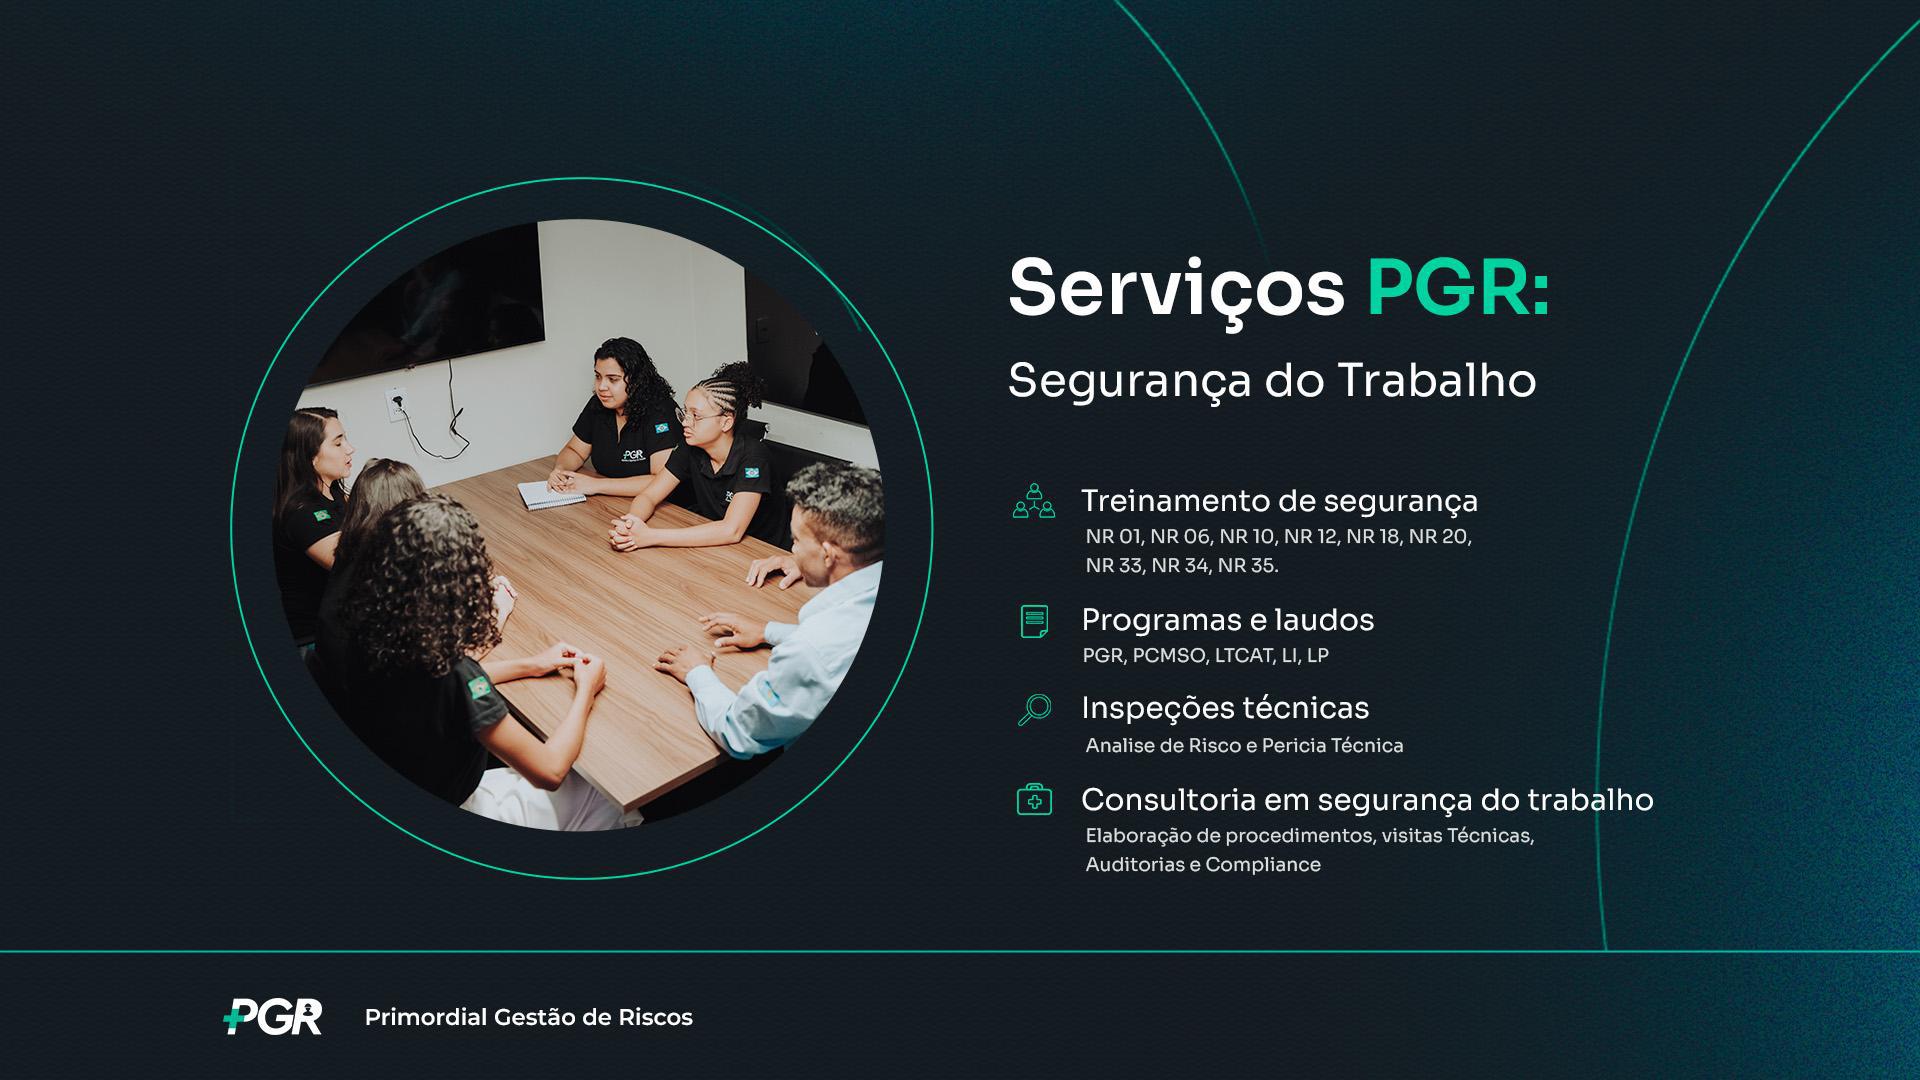 Serviços PGR:
Segurança do Trabalho
Treinamento de segurança
NR 01, NR 06, NR 10, NR 12, NR 18, NR 20,
NR 33, NR 34, NR 35.
Programas e laudos
PGR, PCMSO, LTCAT, LI, LP
Inspeções técnicas
Analise de Risco e Pericia Técnica
Consultoria em segurança do trabalho
Elaboração de procedimentos, visitas Técnicas,
Auditorias e Compliance
PGR
PGR
Primordial Gestão de Riscos